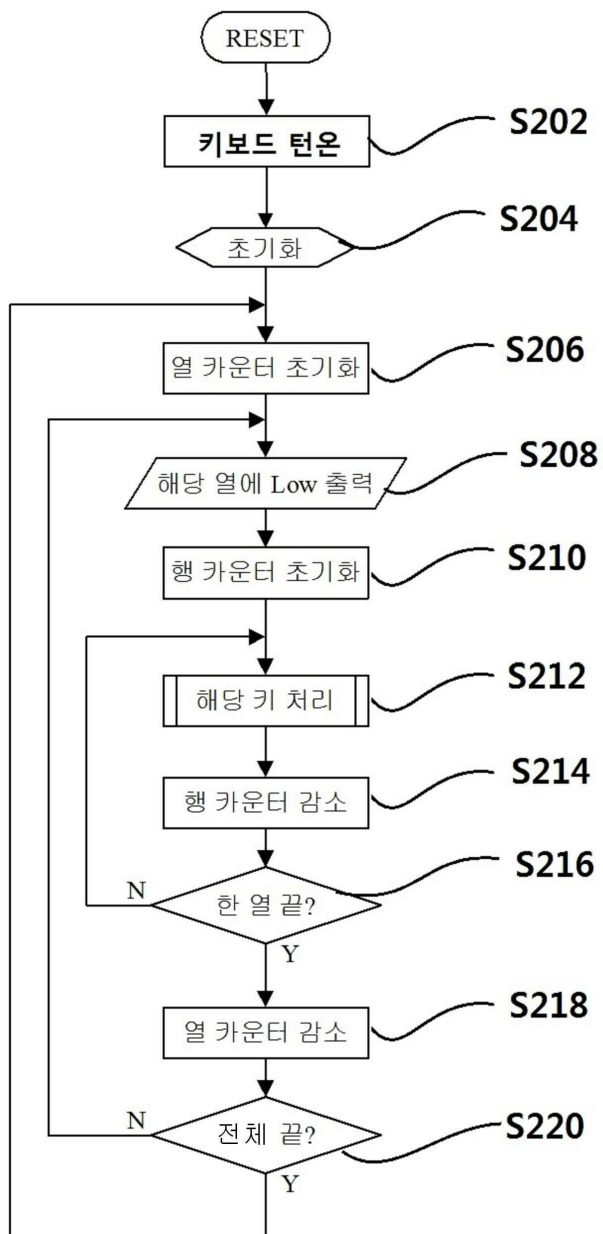 RESET
키보드 턴온
S202
초기화
S204
열 카운터 초기화
S206
해당 열에 Low 출력
S208
행 카운터 초기화
S210
해당 키 처리
S212
행 카운터 감소
S214
한 열 끝?
S216
N
Y
열 카운터 감소
S218
전체 끝?
S220
N
Y